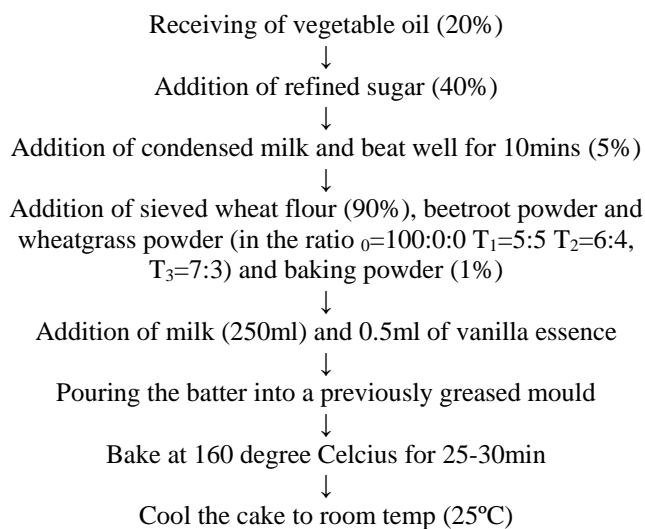 Receiving of vegetable oil (20%)
↓
Addition of refined sugar (40%)
↓
Addition of condensed milk and beat well for 10mins (5%)
↓
Addition of sieved wheat flour (90%), beetroot powder and
wheatgrass powder (in the ratio ₀=100:0:0 T₁=5:5 T₂=6:4,
T₃=7:3) and baking powder (1%)
↓
Addition of milk (250ml) and 0.5ml of vanilla essence
↓
Pouring the batter into a previously greased mould
↓
Bake at 160 degree Celcius for 25-30min
↓
Cool the cake to room temp (25ºC)